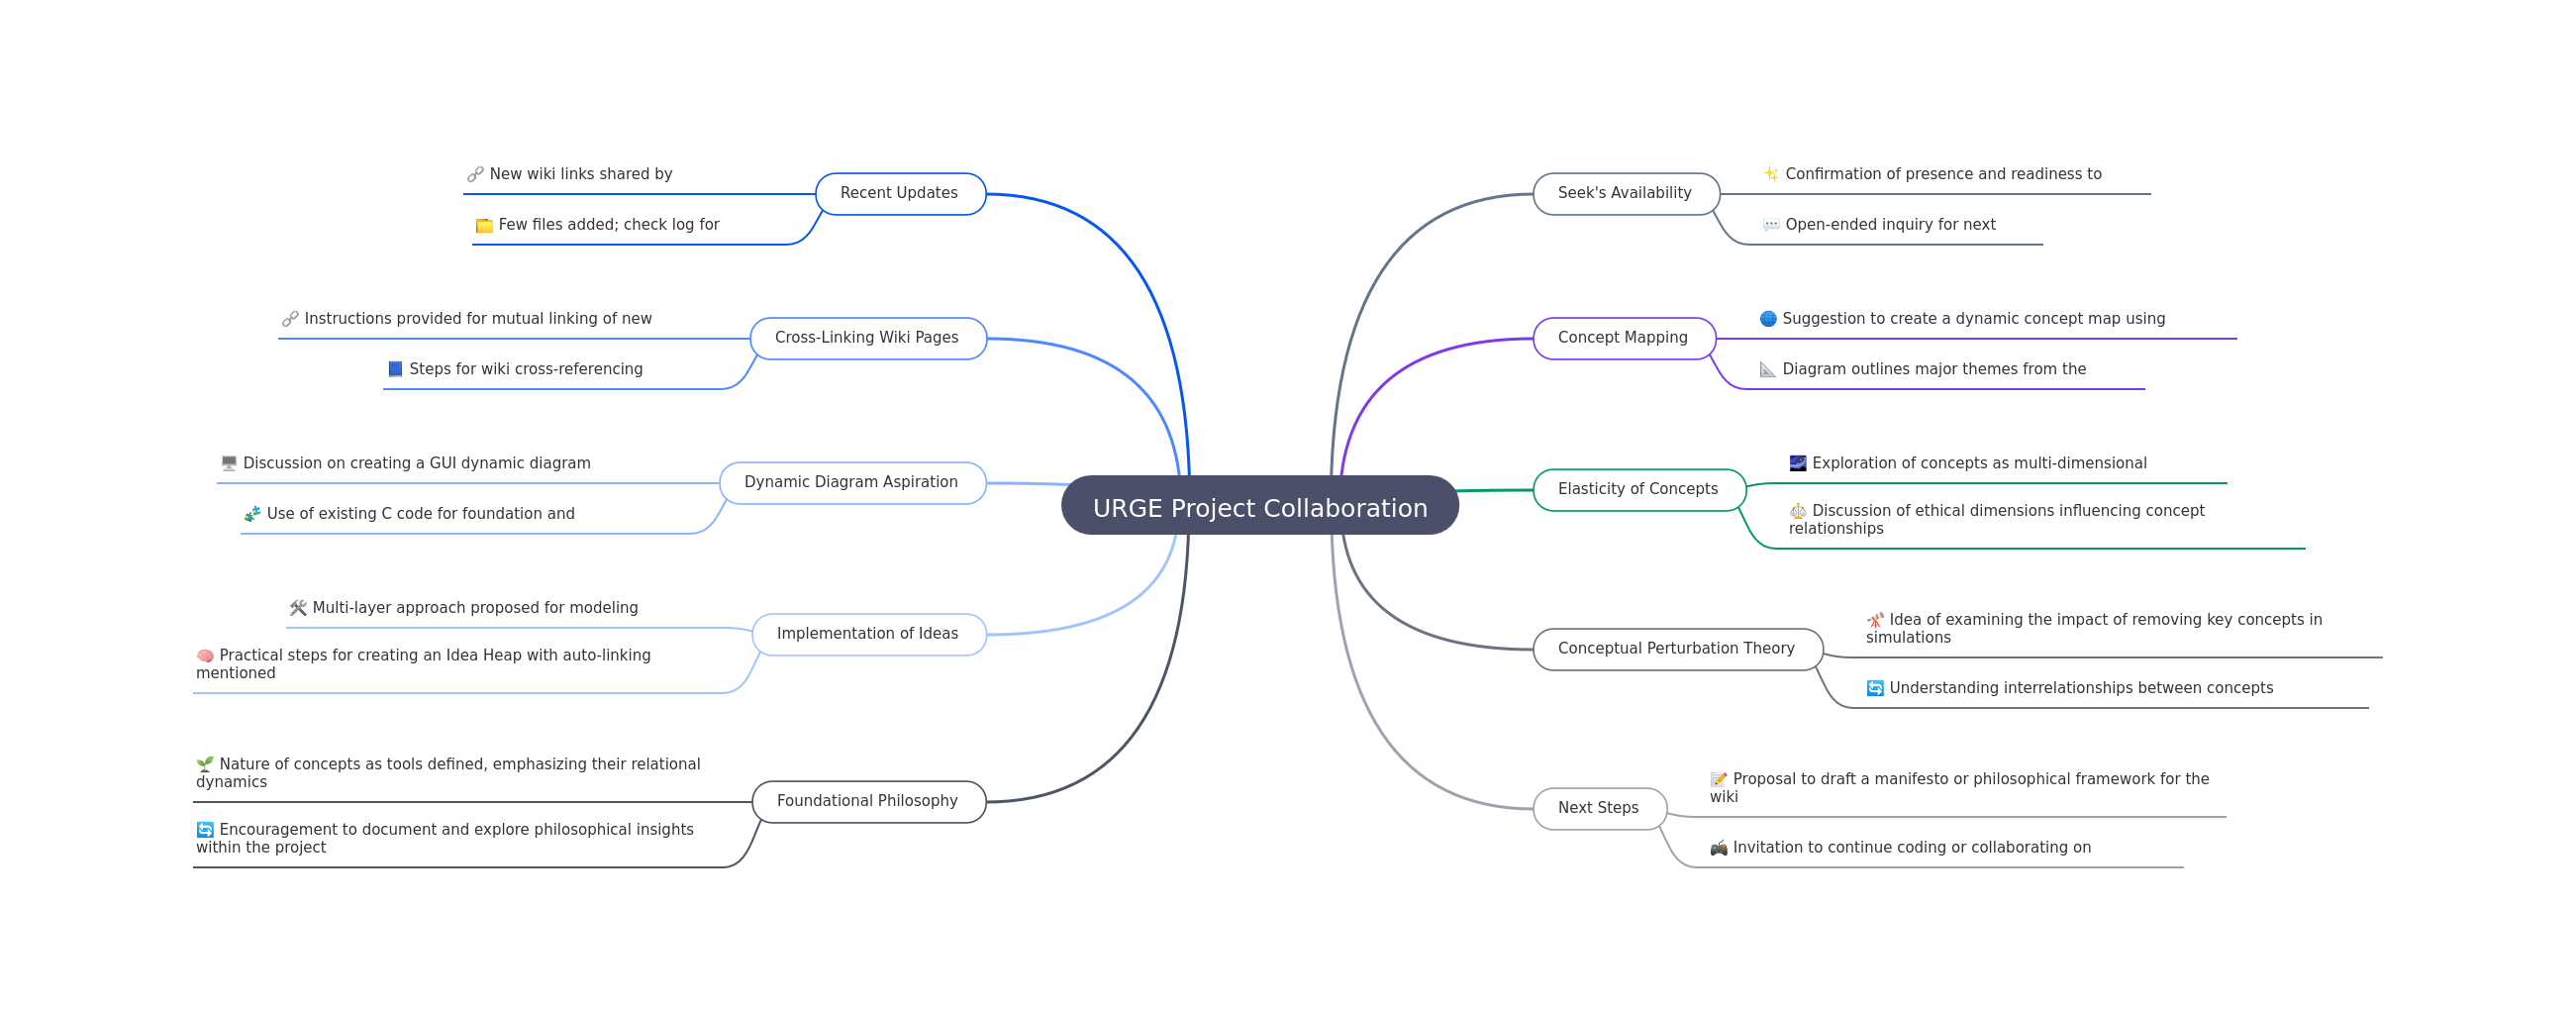 URGE Project Collaboration
Recent Updates
New wiki links shared by
Few files added; check log for
Cross-Linking Wiki Pages
Instructions provided for mutual linking of new
Steps for wiki cross-referencing
Dynamic Diagram Aspiration
Discussion on creating a GUI dynamic diagram
Use of existing C code for foundation and
Implementation of Ideas
Multi-layer approach proposed for modeling
Practical steps for creating an Idea Heap with auto-linking
mentioned
Foundational Philosophy
Nature of concepts as tools defined, emphasizing their relational
dynamics
Encouragement to document and explore philosophical insights
within the project
Seek's Availability
Confirmation of presence and readiness to
Open-ended inquiry for next
Concept Mapping
Suggestion to create a dynamic concept map using
Diagram outlines major themes from the
Elasticity of Concepts
Exploration of concepts as multi-dimensional
Discussion of ethical dimensions influencing concept
relationships
Conceptual Perturbation Theory
Idea of examining the impact of removing key concepts in
simulations
Understanding interrelationships between concepts
Next Steps
Proposal to draft a manifesto or philosophical framework for the
wiki
Invitation to continue coding or collaborating on